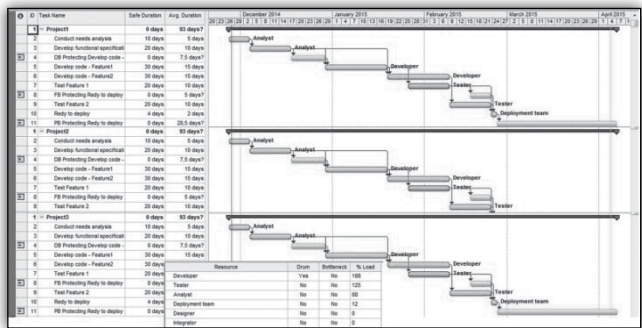 ID Task Name Safe Duration Avg. Duration December 2014 January 2015 February 2015 March 2015 April 2015
1 Project1 0 days 93 days?
2 Conduct needs analysis 10 days 5 days Analyst
3 Develop functional specificati 20 days 10 days Analyst
4 DB Protecting Develop code - 0 days 7,5 days?
5 Develop code - Feature1 30 days 15 days Developer
6 Develop code - Feature2 30 days 15 days Developer
7 Test Feature 1 20 days 10 days Tester
8 FB Protecting Redy to deploy 0 days 5 days?
9 Test Feature 2 20 days 10 days Tester
10 Redy to deploy 4 days 2 days Deployment team
11 PB Protecting Redy to deploy 0 days 20,5 days?
1 Project2 0 days 93 days?
2 Conduct needs analysis 10 days 5 days Analyst
3 Develop functional specificati 20 days 10 days Analyst
4 DB Protecting Develop code - 0 days 7,5 days?
5 Develop code - Feature1 30 days 15 days Developer
6 Develop code - Feature2 30 days 15 days Developer
7 Test Feature 1 20 days 10 days Tester
8 FB Protecting Redy to deploy 0 days 5 days?
9 Test Feature 2 20 days 10 days Tester
1 Project3 0 days 93 days?
2 Conduct needs analysis 10 days 5 days Analyst
3 Develop functional specificati 20 days 10 days Analyst
4 DB Protecting Develop code - 0 days 7,5 days?
5 Develop code - Feature1 30 days 15 days Developer
6 Develop code - Feature2 30 days Developer
7 Test Feature 1 20 days Tester
8 FB Protecting Redy to deploy 0 days
9 Test Feature 2 20 days Tester
10 Redy to deploy 4 days Deployment team
11 PB Protecting Redy to deploy 0 days
Resource Drum Bottleneck % Load
Developer Yes No 188
Tester No No 125
Analyst No No 88
Deployment team No No 12
Designer No No 0
Integrator No No 0